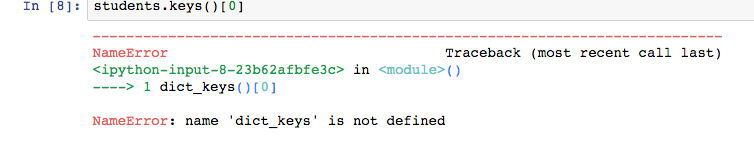 In [8]: students.keys()[0]
---------------------------------------------------------------------------
NameError                                 Traceback (most recent call last)
<ipython-input-8-23b62afbfe3c> in <module>()
----> 1 dict_keys()[0]
NameError: name 'dict_keys' is not defined